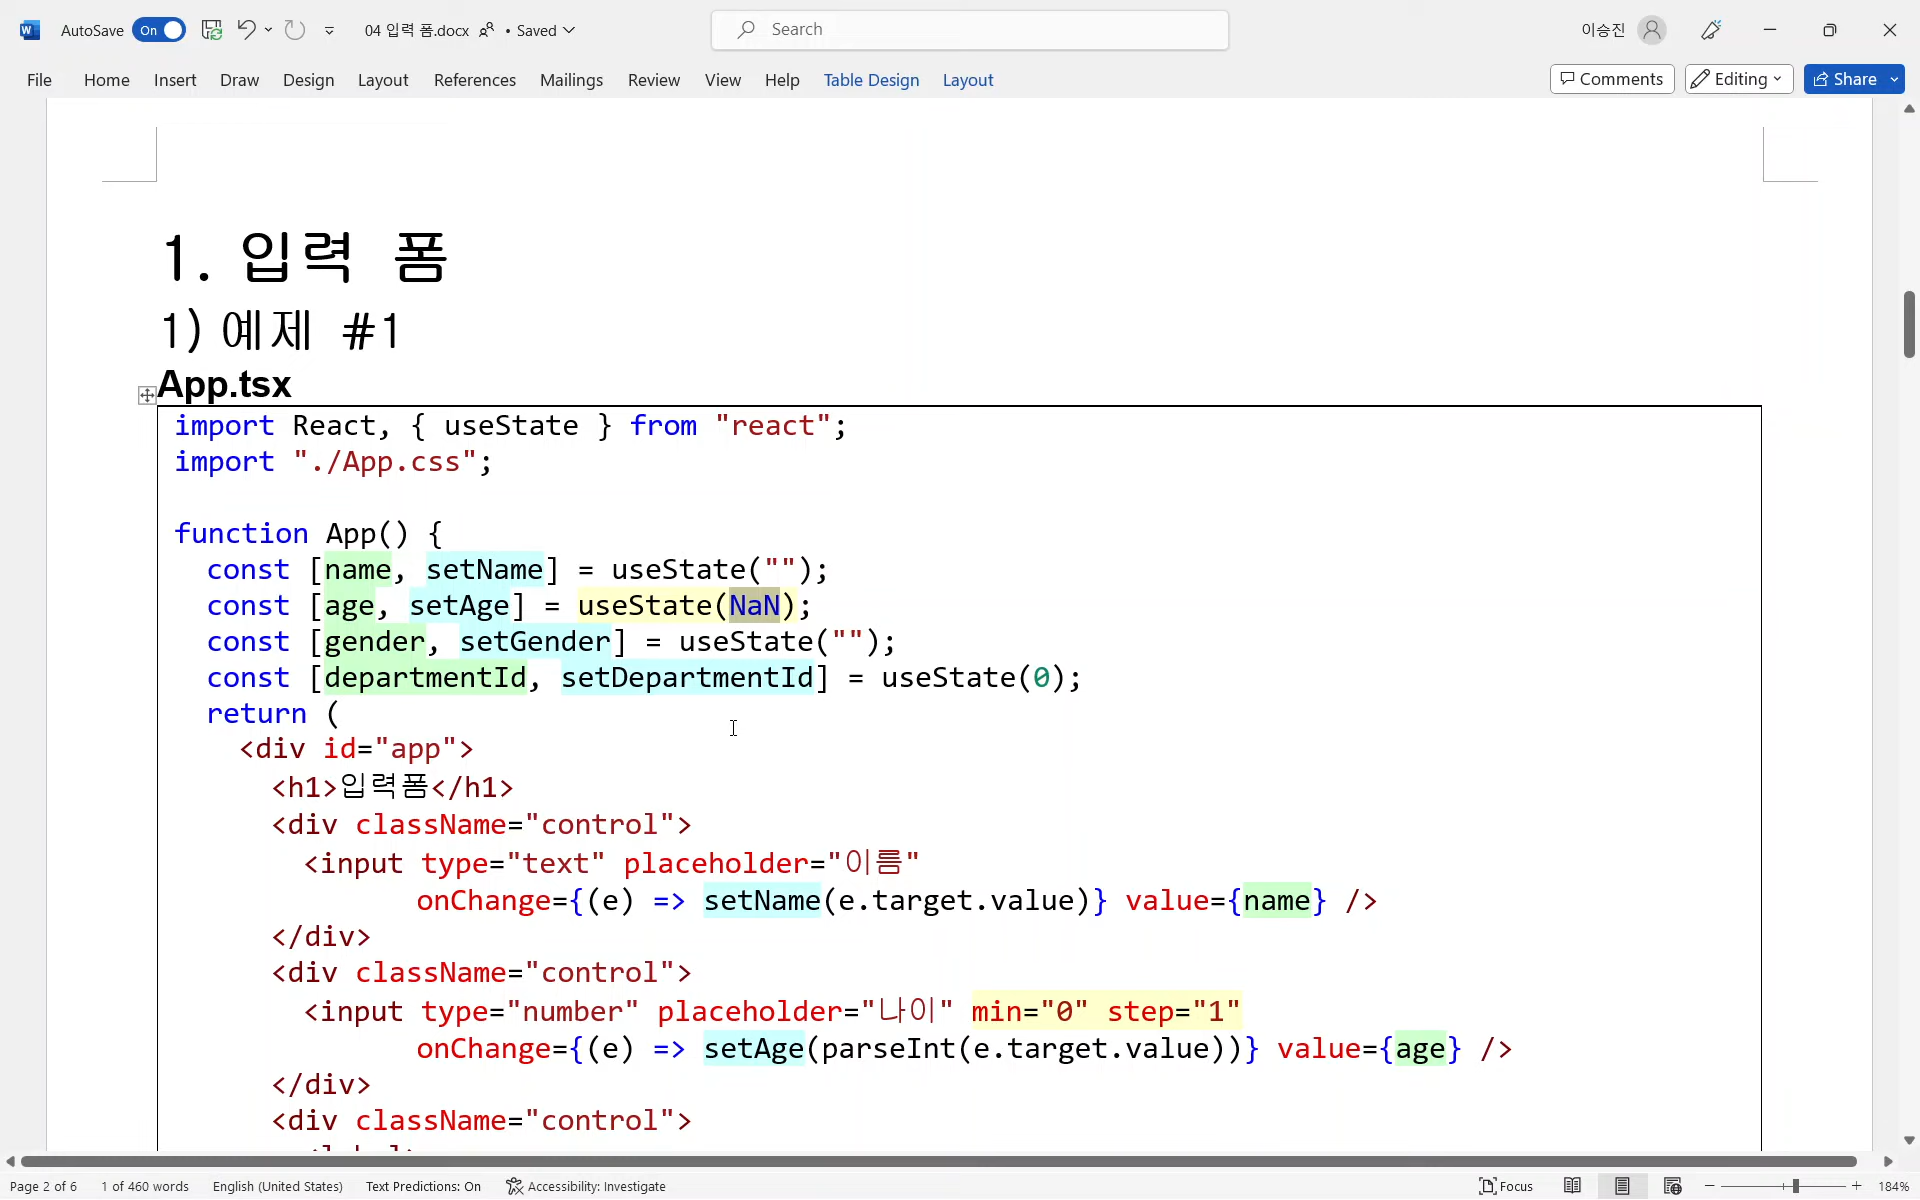 AutoSave On 04 입력 폼.docx • Saved Search 이승진
File Home Insert Draw Design Layout References Mailings Review View Help Table Design Layout Comments Editing Share
1. 입력 폼
1) 예제 #1
App.tsx
import React, { useState } from "react";
import "./App.css";
function App() {
const [name, setName] = useState("");
const [age, setAge] = useState(NaN);
const [gender, setGender] = useState("");
const [departmentId, setDepartmentId] = useState(0);
return (
<div id="app">
<h1>입력폼</h1>
<div className="control">
<input type="text" placeholder="이름"
onChange={(e) => setName(e.target.value)} value={name} />
</div>
<div className="control">
<input type="number" placeholder="나이" min="0" step="1"
onChange={(e) => setAge(parseInt(e.target.value))} value={age} />
</div>
<div className="control">
Page 2 of 6 1 of 460 words English (United States) Text Predictions: On Accessibility: Investigate Focus 184%